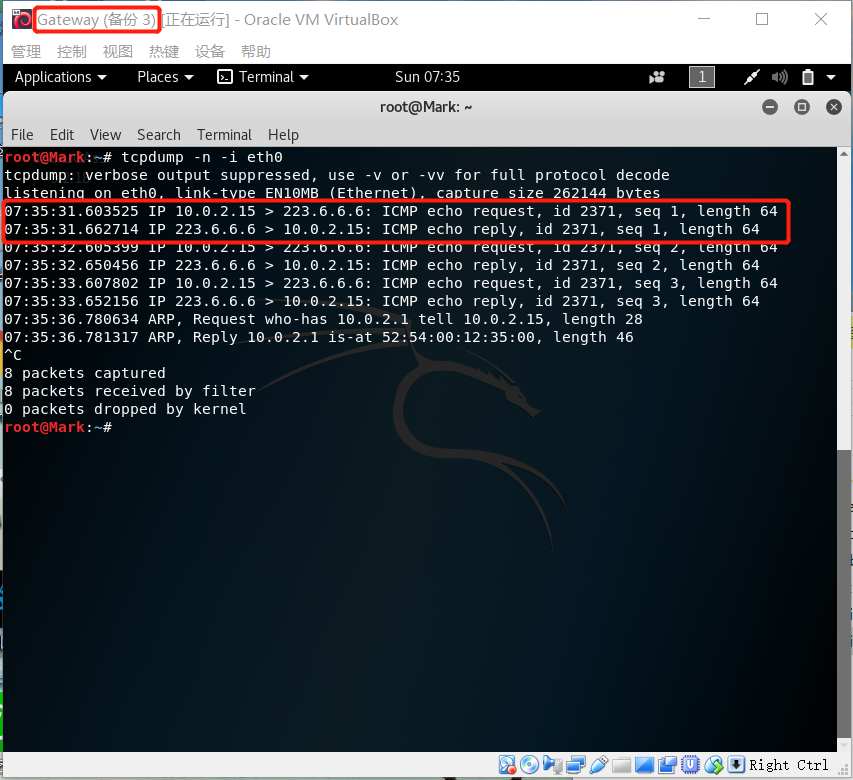 Gateway (备份 3) [正在运行] - Oracle VM VirtualBox
管理 控制 视图 热键 设备 帮助
Applications Places Terminal Sun 07:35 1
root@Mark: ~
File Edit View Search Terminal Help
root@Mark:~# tcpdump -n -i eth0
tcpdump: verbose output suppressed, use -v or -vv for full protocol decode
listening on eth0, link-type EN10MB (Ethernet), capture size 262144 bytes
07:35:31.603525 IP 10.0.2.15 > 223.6.6.6: ICMP echo request, id 2371, seq 1, length 64
07:35:31.662714 IP 223.6.6.6 > 10.0.2.15: ICMP echo reply, id 2371, seq 1, length 64
07:35:32.605399 IP 10.0.2.15 > 223.6.6.6: ICMP echo request, id 2371, seq 2, length 64
07:35:32.650456 IP 223.6.6.6 > 10.0.2.15: ICMP echo reply, id 2371, seq 2, length 64
07:35:33.607802 IP 10.0.2.15 > 223.6.6.6: ICMP echo request, id 2371, seq 3, length 64
07:35:33.652156 IP 223.6.6.6 > 10.0.2.15: ICMP echo reply, id 2371, seq 3, length 64
07:35:36.780634 ARP, Request who-has 10.0.2.1 tell 10.0.2.15, length 28
07:35:36.781317 ARP, Reply 10.0.2.1 is-at 52:54:00:12:35:00, length 46
^C
8 packets captured
8 packets received by filter
0 packets dropped by kernel
root@Mark:~#
Right Ctrl